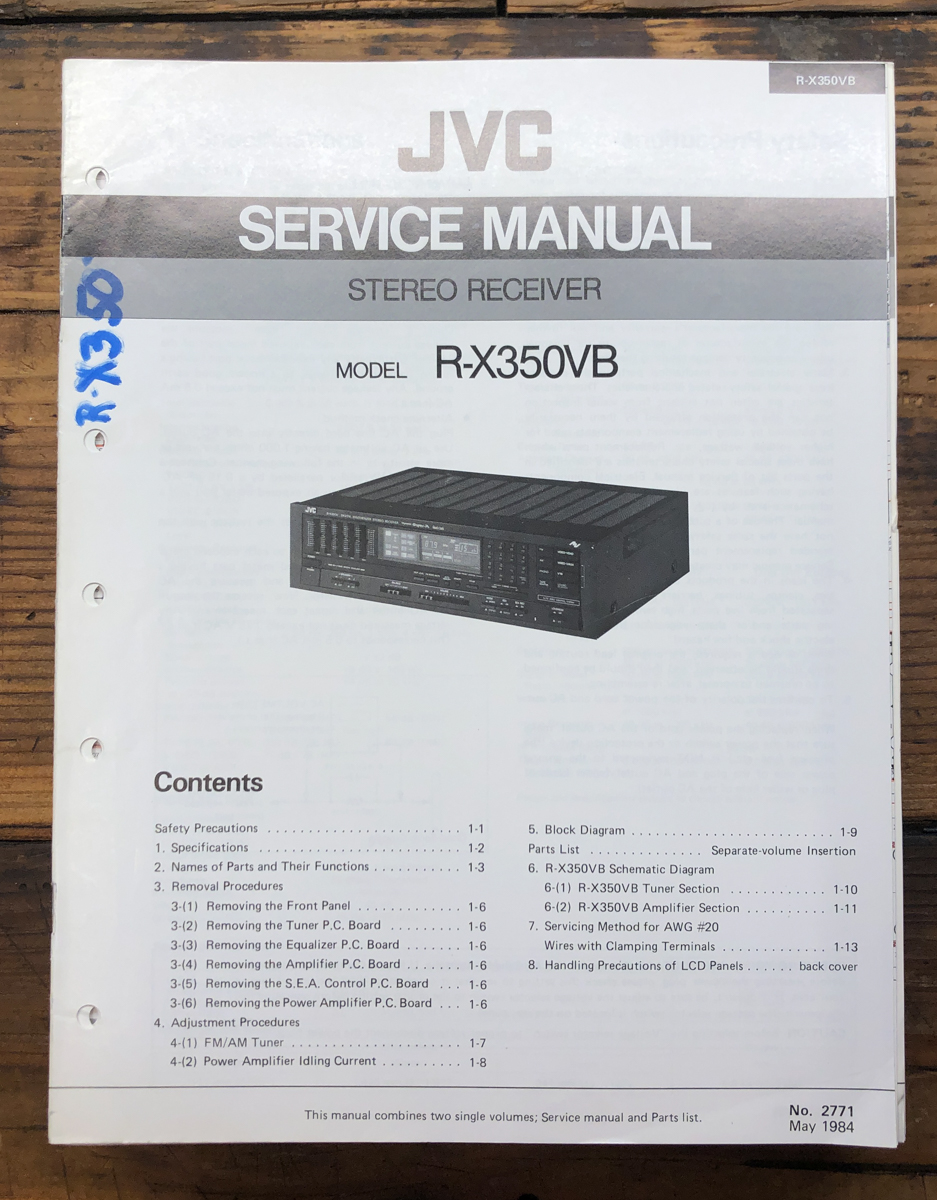 R-X350VB
JVC
SERVICE MANUAL
STEREO RECEIVER
R-X350
MODEL R-X350VB
JVC
Contents
Safety Precautions . . . . . . . . . . . . . . . . . . . . . . . . 1-1
1. Specifications . . . . . . . . . . . . . . . . . . . . . . . . . 1-2
2. Names of Parts and Their Functions . . . . . . . . . . . 1-3
3. Removal Procedures
3-(1) Removing the Front Panel . . . . . . . . . . . . . 1-6
3-(2) Removing the Tuner P.C. Board . . . . . . . . . 1-6
3-(3) Removing the Equalizer P.C. Board . . . . . . . 1-6
3-(4) Removing the Amplifier P.C. Board . . . . . . . 1-6
3-(5) Removing the S.E.A. Control P.C. Board . . . 1-6
3-(6) Removing the Power Amplifier P.C. Board . . . 1-6
4. Adjustment Procedures
4-(1) FM/AM Tuner . . . . . . . . . . . . . . . . . . . . . 1-7
4-(2) Power Amplifier Idling Current . . . . . . . . . . 1-8
5. Block Diagram . . . . . . . . . . . . . . . . . . . . . . . . . 1-9
Parts List . . . . . . . . . . . . . . Separate-volume Insertion
6. R-X350VB Schematic Diagram
6-(1) R-X350VB Tuner Section . . . . . . . . . . . . 1-10
6-(2) R-X350VB Amplifier Section . . . . . . . . . . 1-11
7. Servicing Method for AWG #20
Wires with Clamping Terminals . . . . . . . . . . . . . 1-13
8. Handling Precautions of LCD Panels . . . . . . back cover
This manual combines two single volumes; Service manual and Parts list.
No. 2771
May 1984